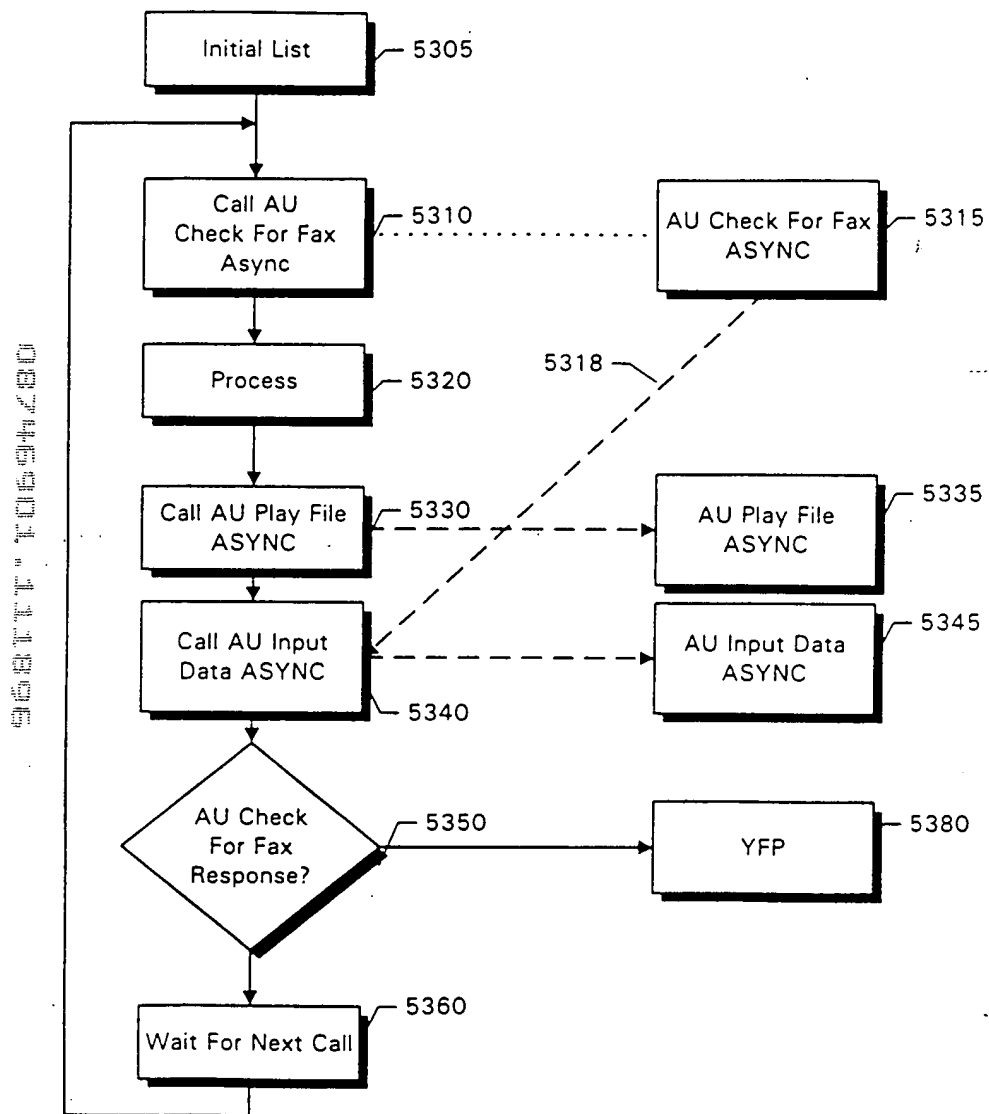 Initial List
5305
Call AU
Check For Fax
Async
5310
AU Check For Fax
ASYNC
5315
5318
Process
5320
Call AU Play File
ASYNC
5330
AU Play File
ASYNC
5335
Call AU Input
Data ASYNC
5340
AU Input Data
ASYNC
5345
AU Check
For Fax
Response?
5350
YFP
5380
Wait For Next Call
5360
08746901.111896